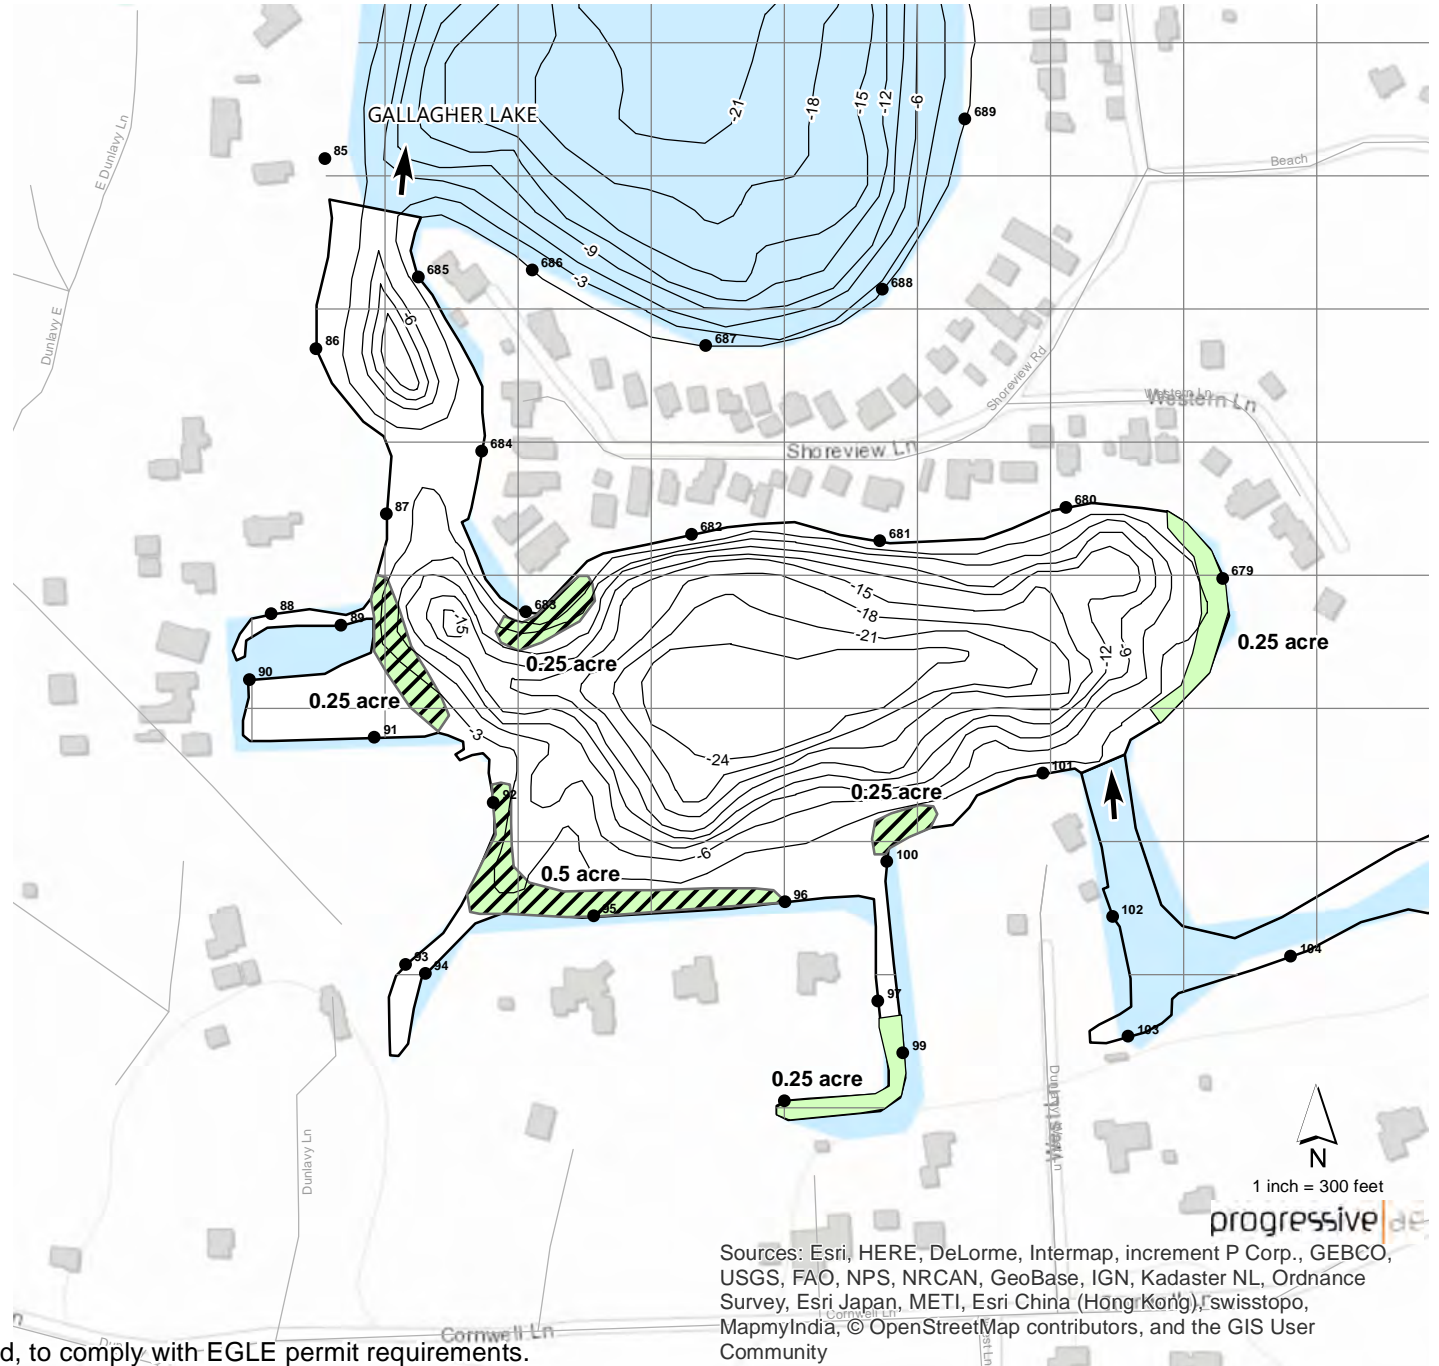 -21
-18
-15
-12
-6
689
GALLAGHER LAKE
E Dunlavy Ln
85
Beach
-9
686
-3
685
688
-6
Dunlavy E
86
687
Shoreview Rd
Western Ln
Western Ln
684
Shoreview Ln
87
680
682
681
-15
679
-18
88
683
89
-15
-21
0.25 acre
-12
-6
0.25 acre
90
0.25 acre
91
-3
-24
101
92
0.25 acre
-6
100
0.5 acre
96
95
102
93
94
104
97
103
99
0.25 acre
Dunlavy Ln
N
1 inch = 300 feet
progressive
Sources: Esri, HERE, DeLorme, Intermap, increment P Corp., GEBCO,
USGS, FAO, NPS, NRCAN, GeoBase, IGN, Kadaster NL, Ordnance
Survey, Esri Japan, METI, Esri China (Hong Kong), swisstopo,
MapmyIndia, © OpenStreetMap contributors, and the GIS User
Community
Cornwell Ln
Cornwell Ln
d, to comply with EGLE permit requirements.